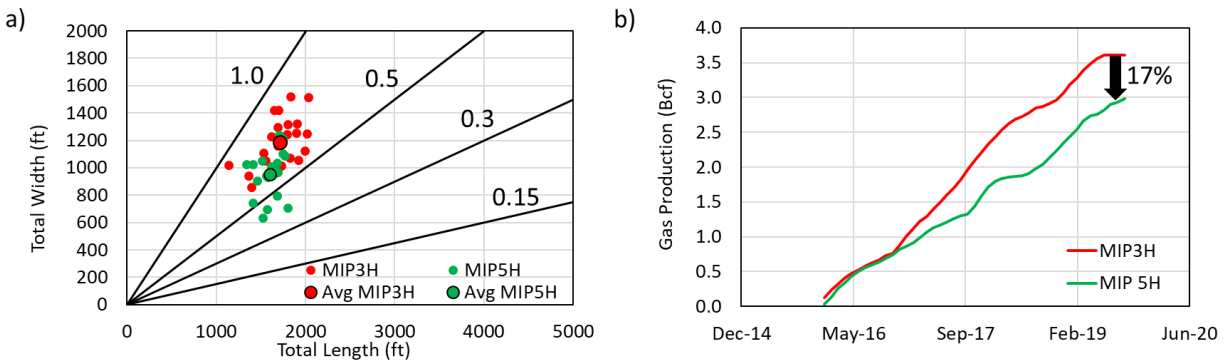 a)
2000
1800
1600
1400
1200
1000
800
600
400
200
0
Total Width (ft)
1.0
0.5
0.3
0.15
MIP3H
MIP5H
Avg MIP3H
Avg MIP5H
0
1000
2000
3000
4000
5000
Total Length (ft)
b)
4.0
3.5
3.0
2.5
2.0
1.5
1.0
0.5
0.0
Gas Production (Bcf)
17%
MIP3H
MIP 5H
Dec-14
May-16
Sep-17
Feb-19
Jun-20